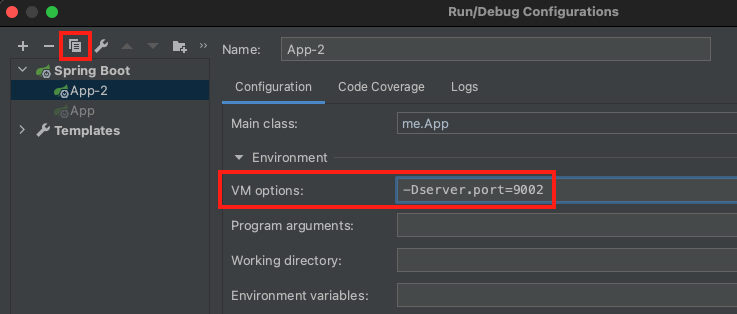 Run/Debug Configurations
Name: App-2
Spring Boot
App-2
App
Templates
Configuration Code Coverage Logs
Main class: me.App
Environment
VM options: -Dserver.port=9002
Program arguments:
Working directory:
Environment variables: